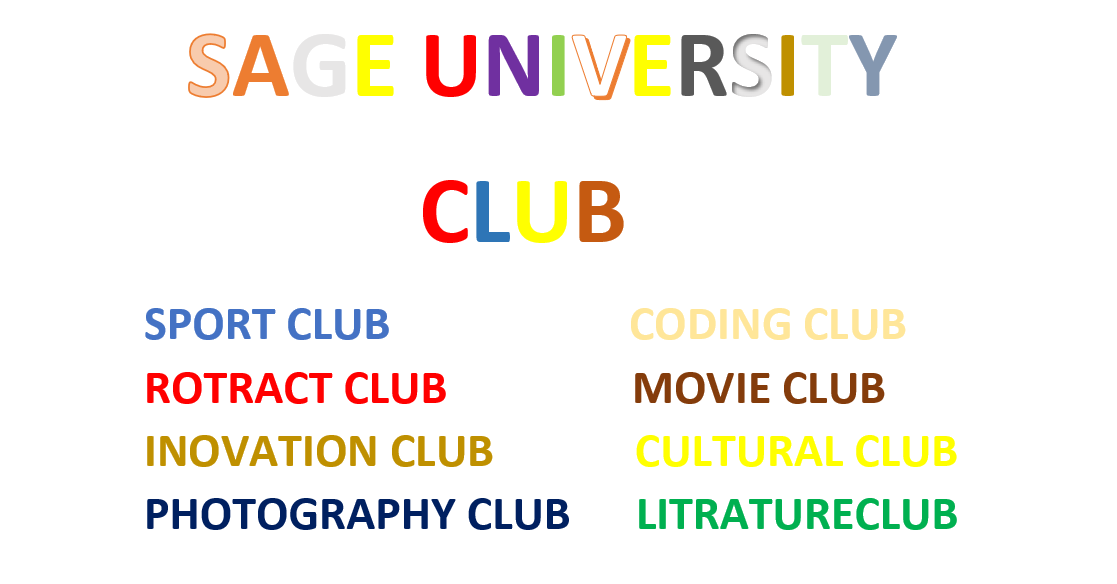 SAGE UNIVERSITY
CLUB
SPORT CLUB CODING CLUB
ROTRACT CLUB MOVIE CLUB
INOVATION CLUB CULTURAL CLUB
PHOTOGRAPHY CLUB LITRATURECLUB